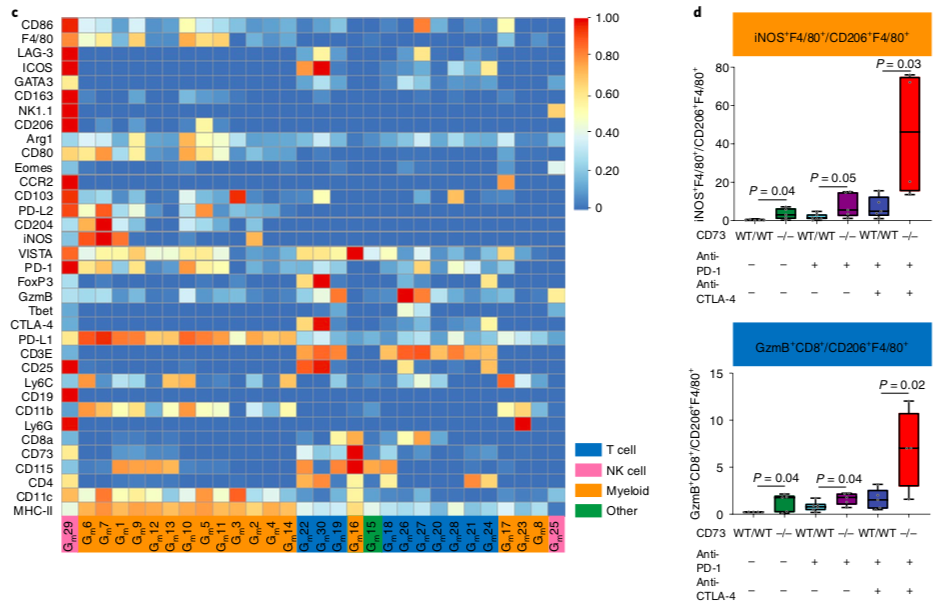 c
CD86
F4/80
LAG-3
ICOS
GATA3
CD163
NK1.1
CD206
Arg1
CD80
Eomes
CCR2
CD103
PD-L2
CD204
iNOS
VISTA
PD-1
FoxP3
GzmB
Tbet
CTLA-4
PD-L1
CD3E
CD25
Ly6C
CD19
CD11b
Ly6G
CD8a
CD73
CD115
CD4
CD11c
MHC-II
Gm29
Gm6
Gm7
Gm1
Gm9
Gm12
Gm13
Gm10
Gm5
Gm11
Gm3
Gm2
Gm4
Gm14
Gm22
Gm30
Gm19
Gm16
Gm15
Gm18
Gm26
Gm27
Gm20
Gm28
Gm21
Gm24
Gm17
Gm23
Gm8
Gm25
1.00
0.80
0.60
0.40
0.20
0
T cell
NK cell
Myeloid
Other
d
iNOS+F4/80+/CD206+F4/80+
iNOS+F4/80+/CD206+F4/80+
80
60
40
20
0
P = 0.04
P = 0.05
P = 0.03
CD73 WT/WT –/– WT/WT –/– WT/WT –/–
Anti-
PD-1 – – + + + +
Anti-
CTLA-4 – – – – + +
GzmB+CD8+/CD206+F4/80+
GzmB+CD8+/CD206+F4/80+
15
10
5
0
P = 0.04
P = 0.04
P = 0.02
CD73 WT/WT –/– WT/WT –/– WT/WT –/–
Anti-
PD-1 – – + + + +
Anti-
CTLA-4 – – – – + +